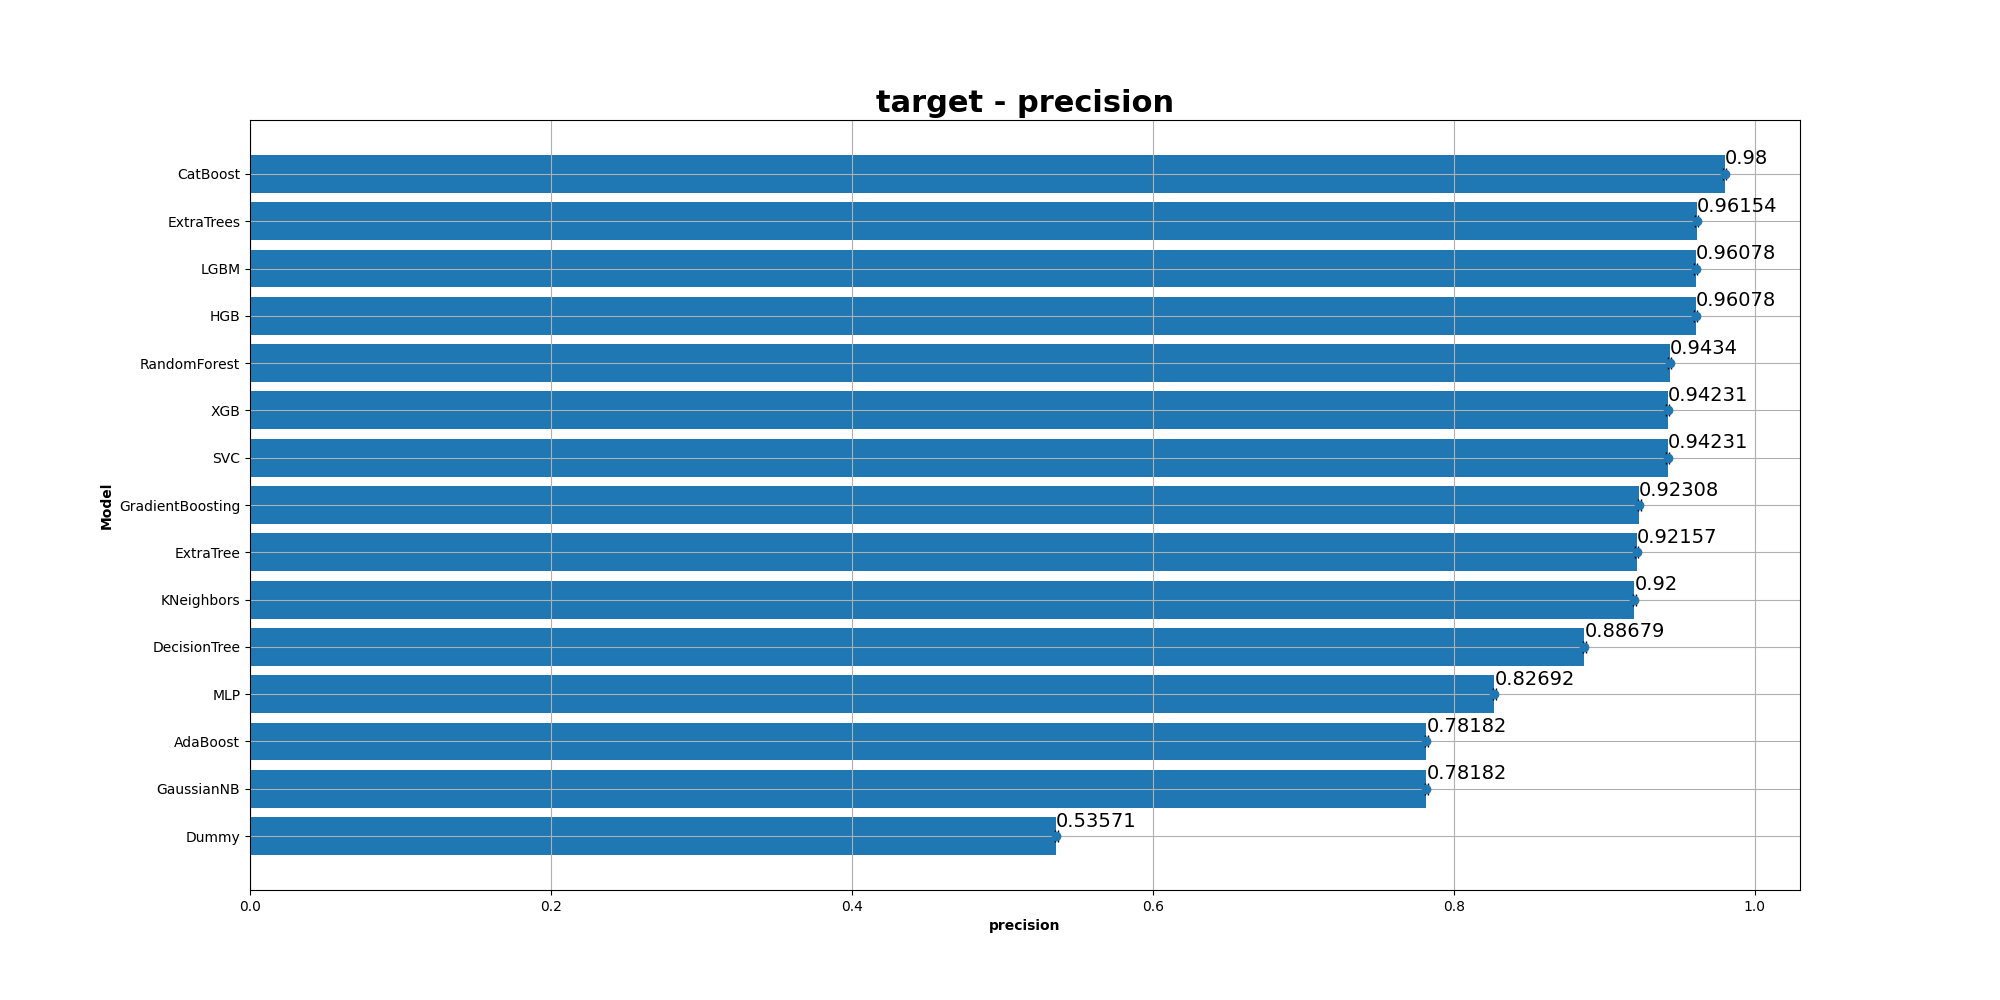 target - precision
CatBoost 0.98
ExtraTrees 0.96154
LGBM 0.96078
HGB 0.96078
RandomForest 0.9434
XGB 0.94231
SVC 0.94231
GradientBoosting 0.92308
ExtraTree 0.92157
KNeighbors 0.92
DecisionTree 0.88679
MLP 0.82692
AdaBoost 0.78182
GaussianNB 0.78182
Dummy 0.53571
Model
0.0 0.2 0.4 0.6 0.8 1.0
precision